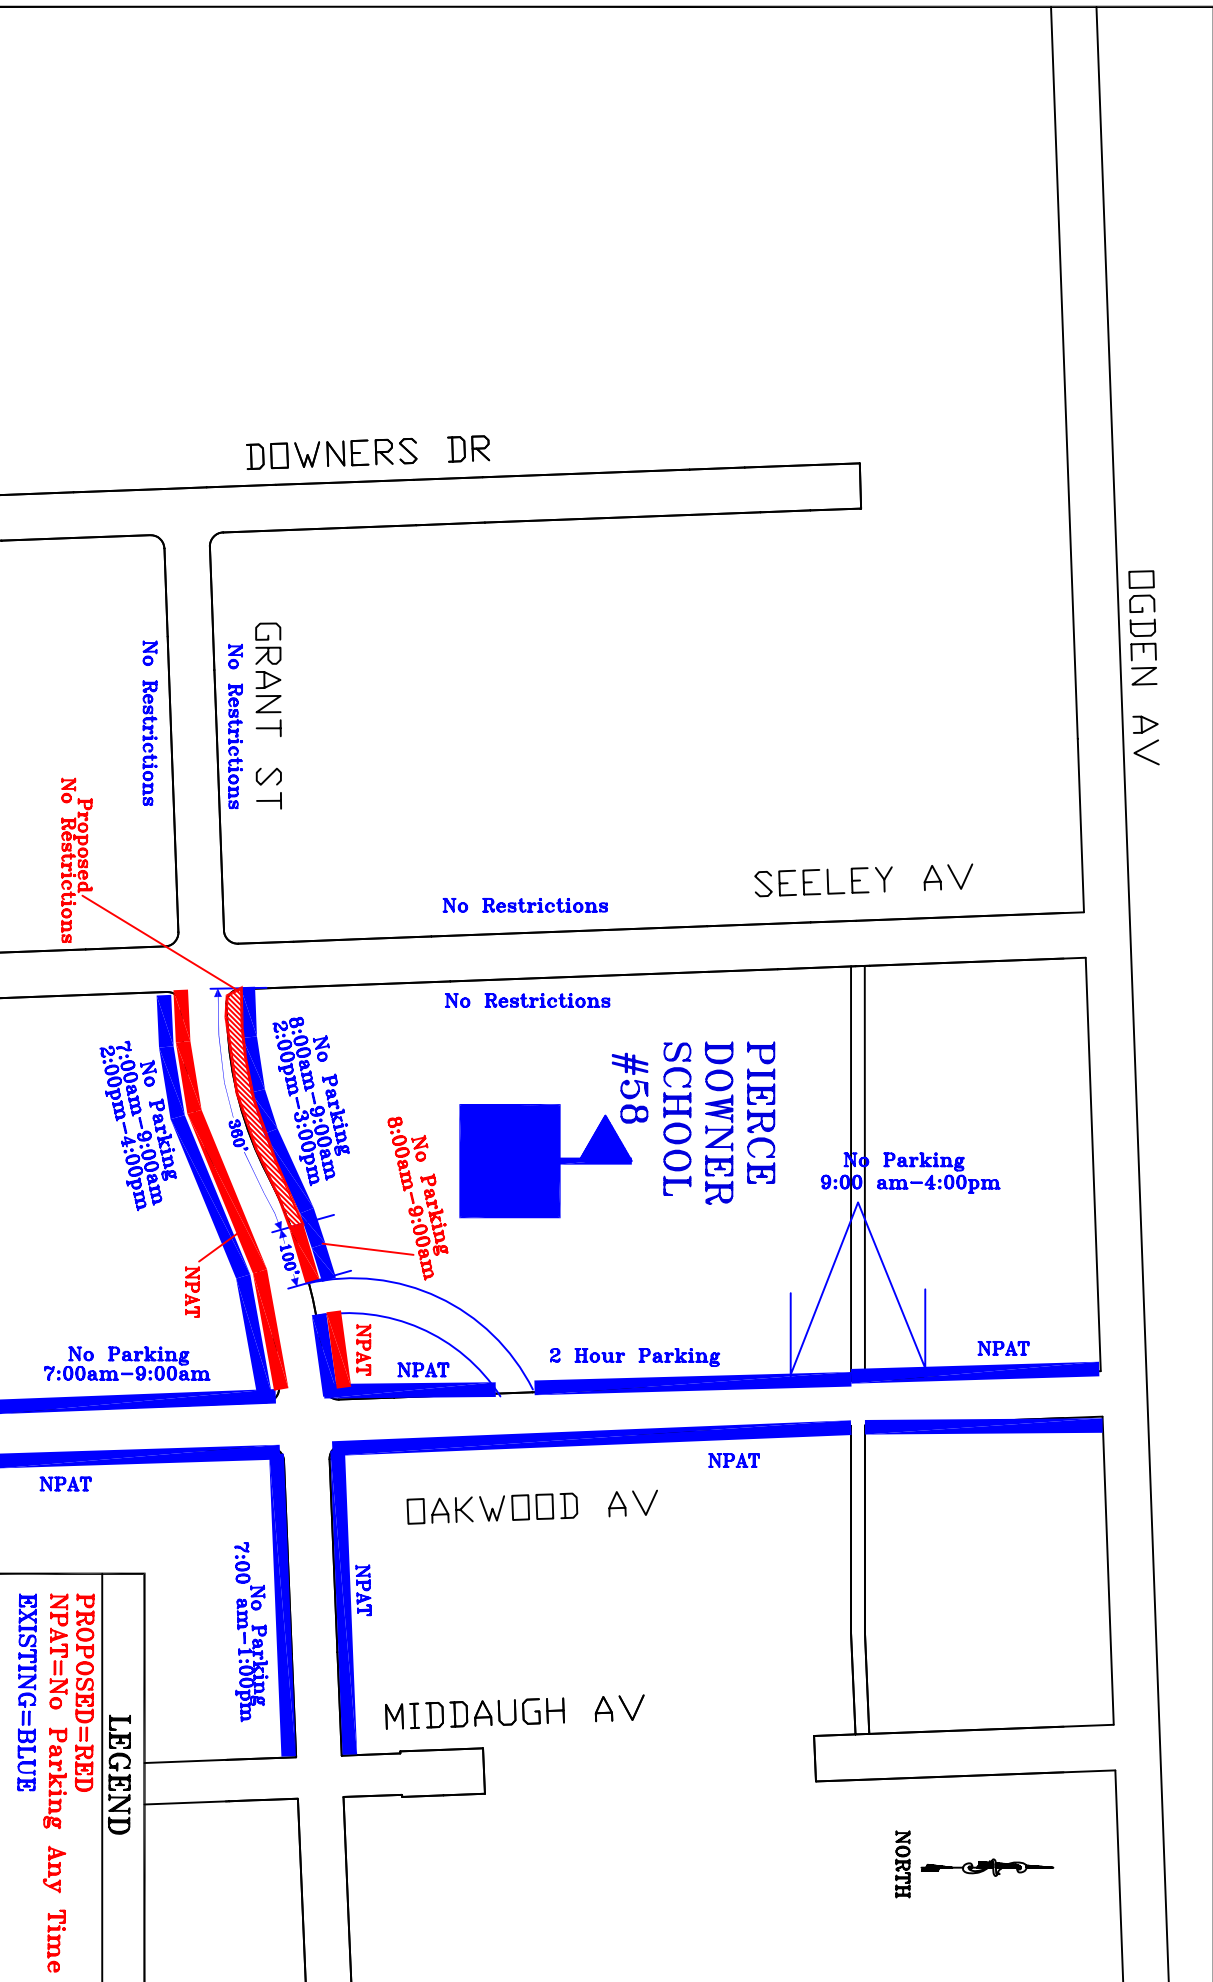 OGDEN AV
DOWNERS DR
GRANT ST
No Restrictions
No Restrictions
Proposed
No Restrictions
SEELEY AV
No Restrictions
No Restrictions
PIERCE
DOWNER
SCHOOL
#58
No Parking
9:00 am-4:00pm
No Parking
8:00am-9:00am
2:00pm-3:00pm
No Parking
8:00am-9:00am
No Parking
7:00am-9:00am
2:00pm-4:00pm
360'
100'
NPAT
NPAT
NPAT
2 Hour Parking
NPAT
No Parking
7:00am-9:00am
NPAT
NPAT
OAKWOOD AV
NPAT
No Parking
7:00 am-1:00pm
MIDDAUGH AV
NORTH
LEGEND
PROPOSED=RED
NPAT=No Parking Any Time
EXISTING=BLUE